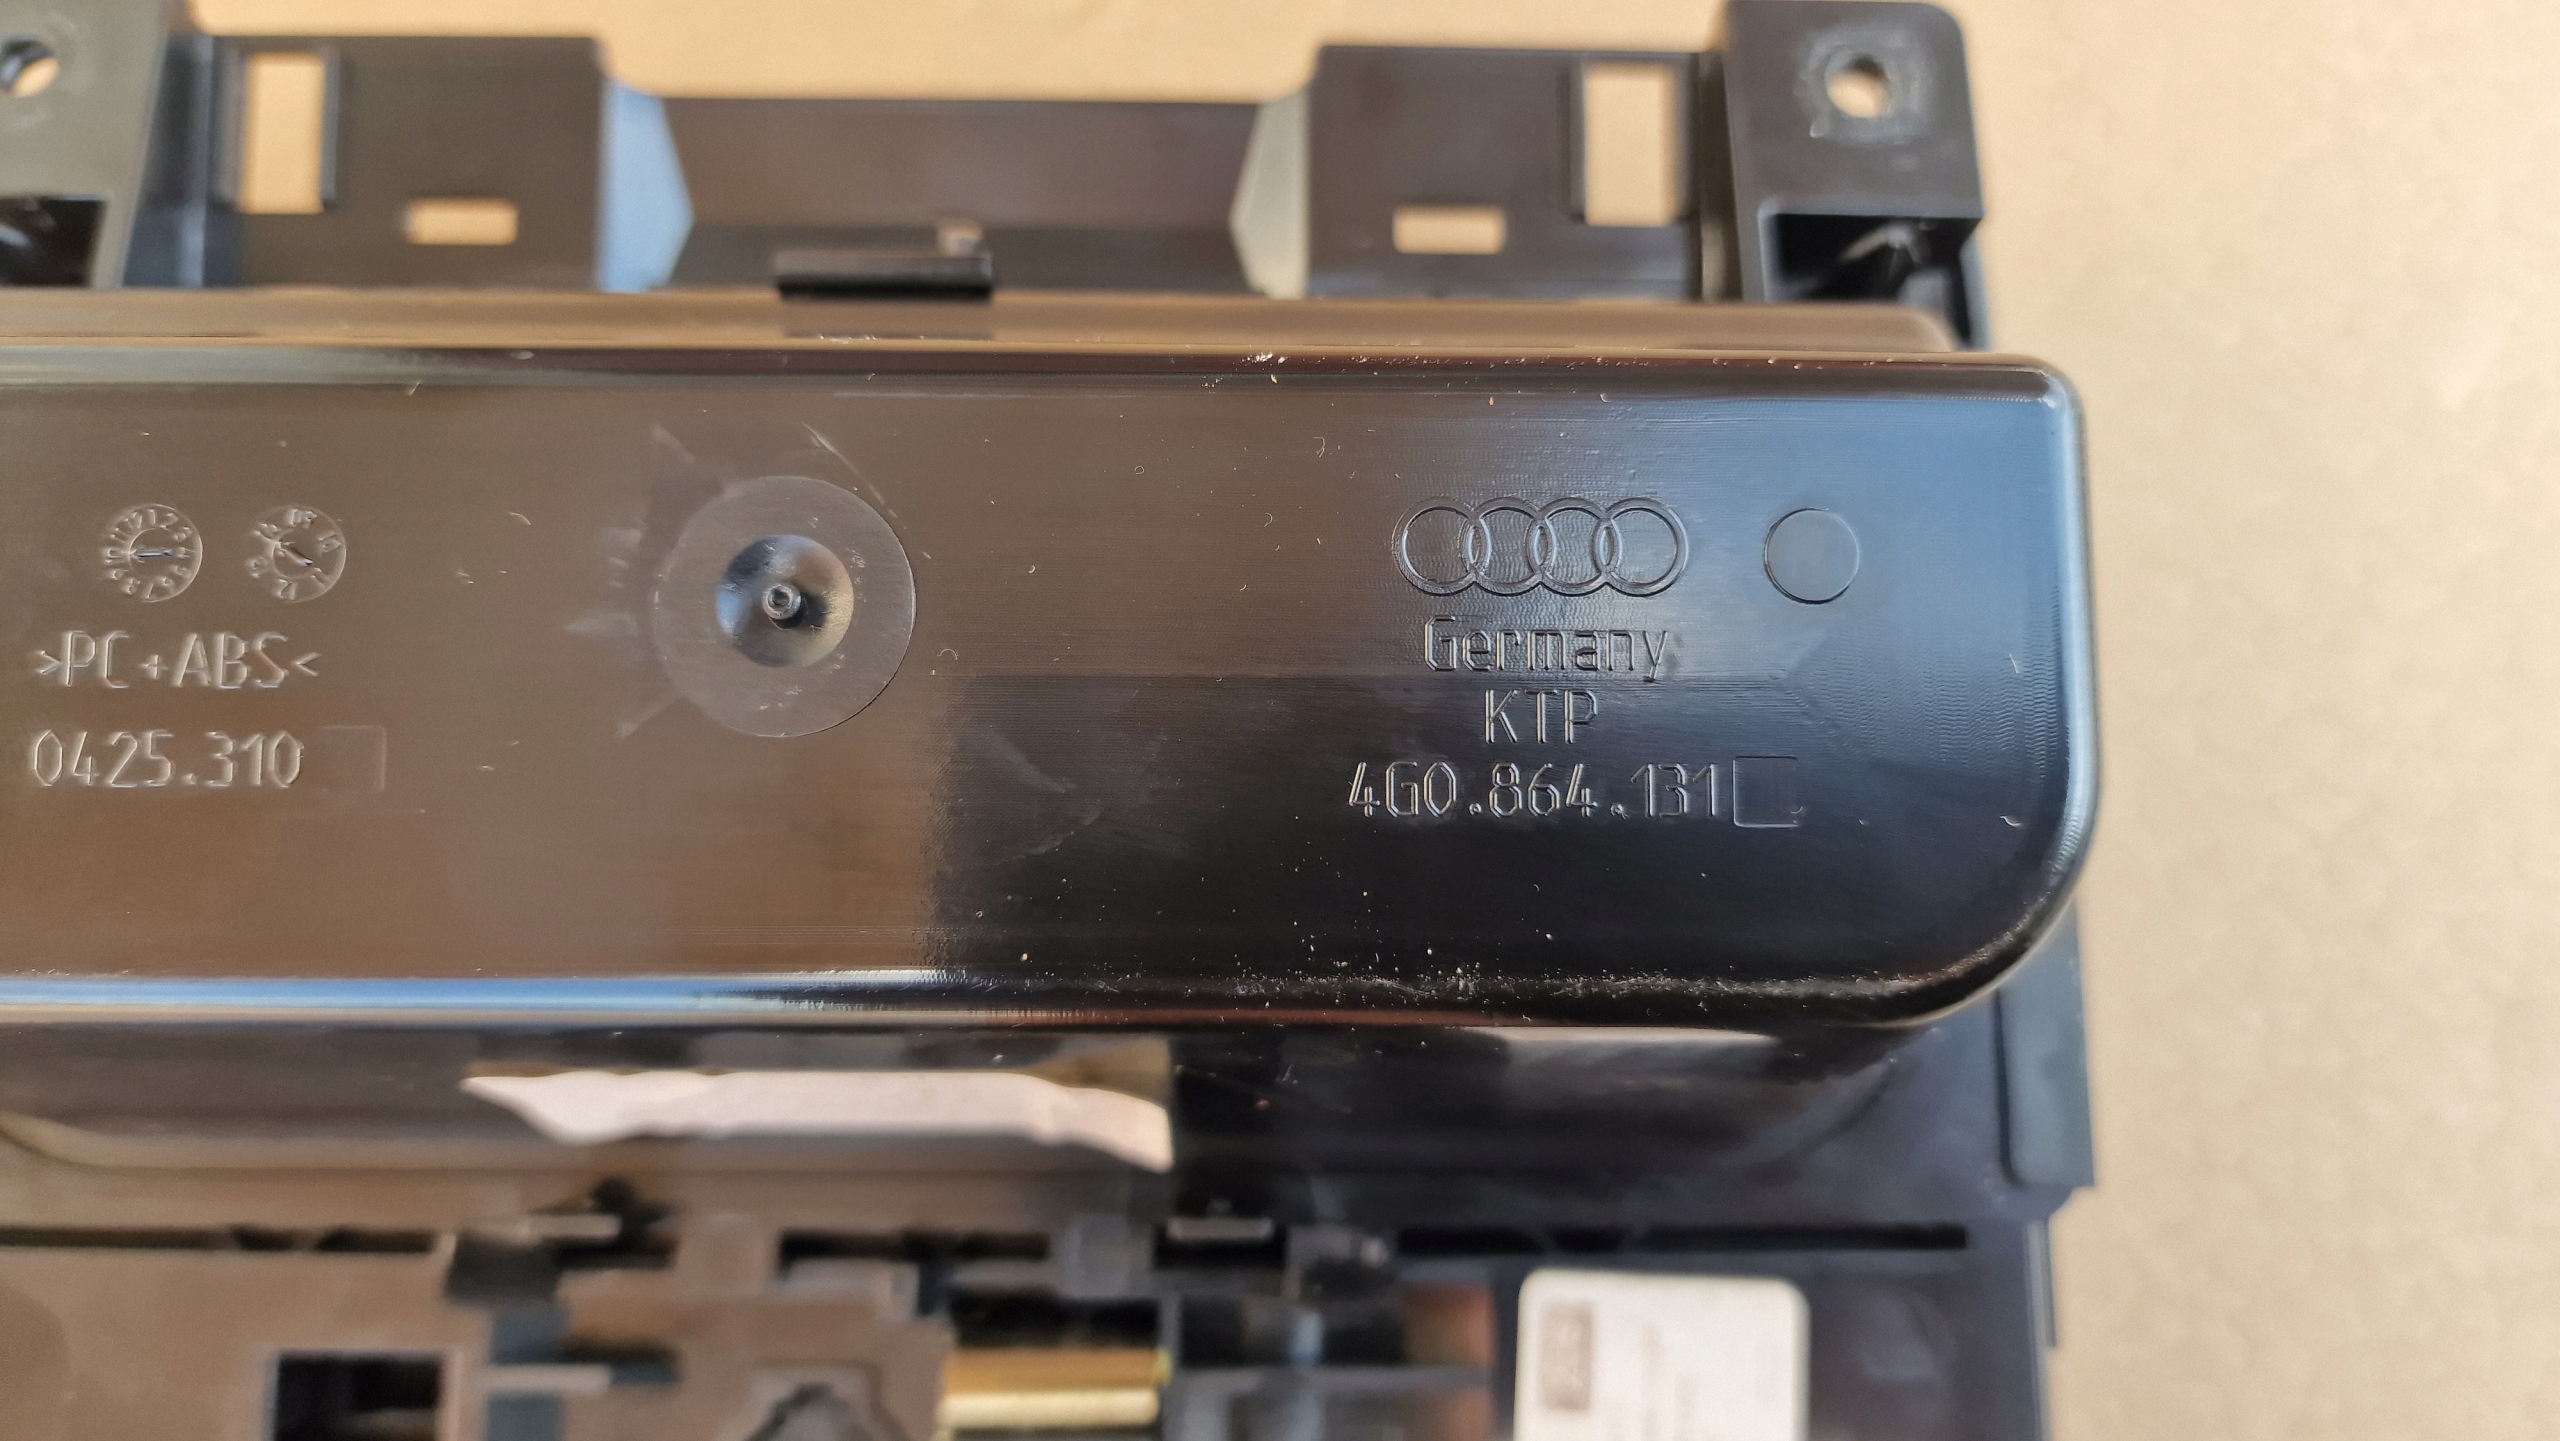 >PC+ABS<
0425.310
Germany
KTP
4G0.864.131